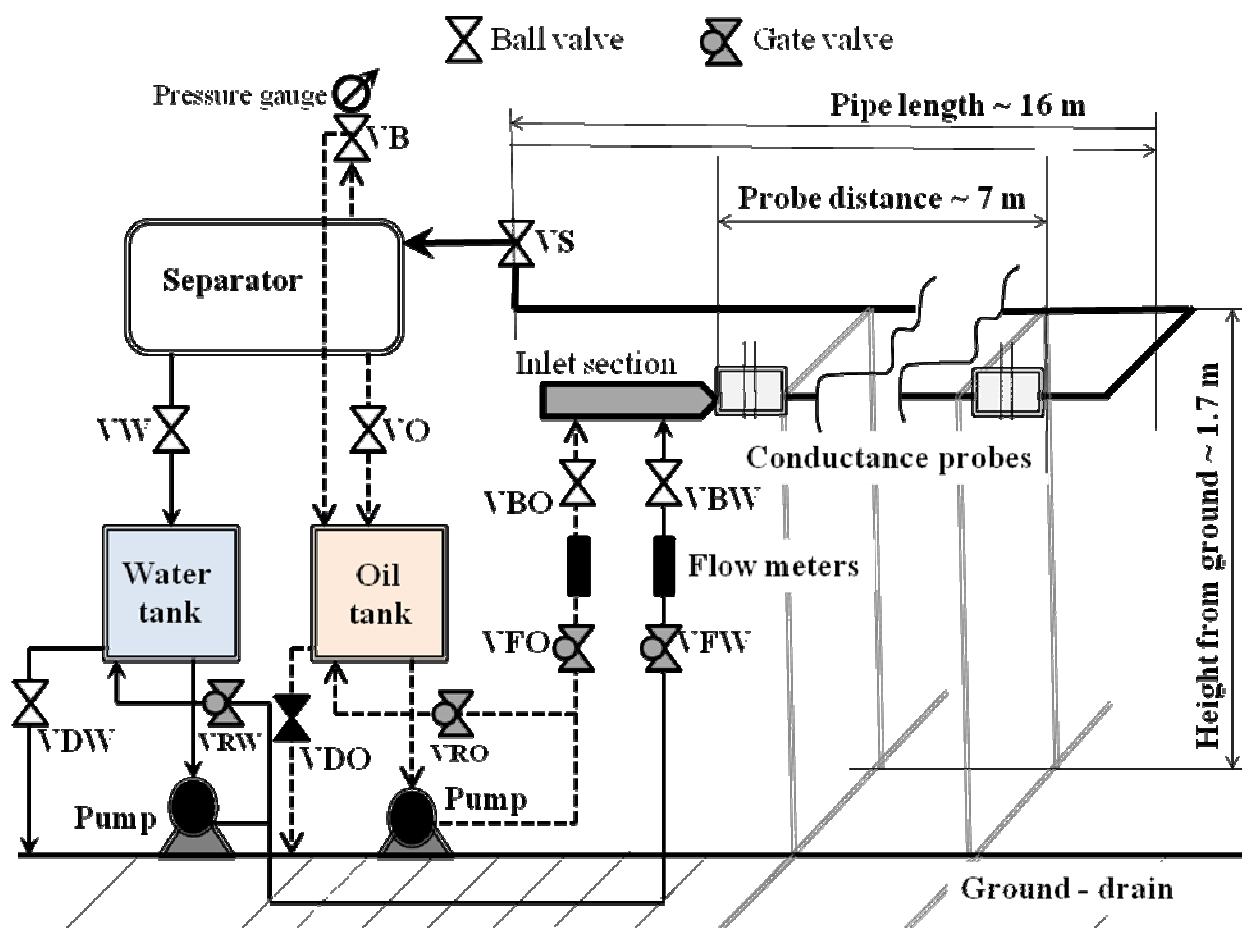 Ball valve
Gate valve
Pressure gauge
VB
Pipe length ~ 16 m
Probe distance ~ 7 m
VS
Separator
Inlet section
VW
VO
Conductance probes
VBO
VBW
Water
tank
Oil
tank
Flow meters
VFO
VFW
Height from ground ~ 1.7 m
VDW
VRW
VDO
VRO
Pump
Pump
Ground - drain